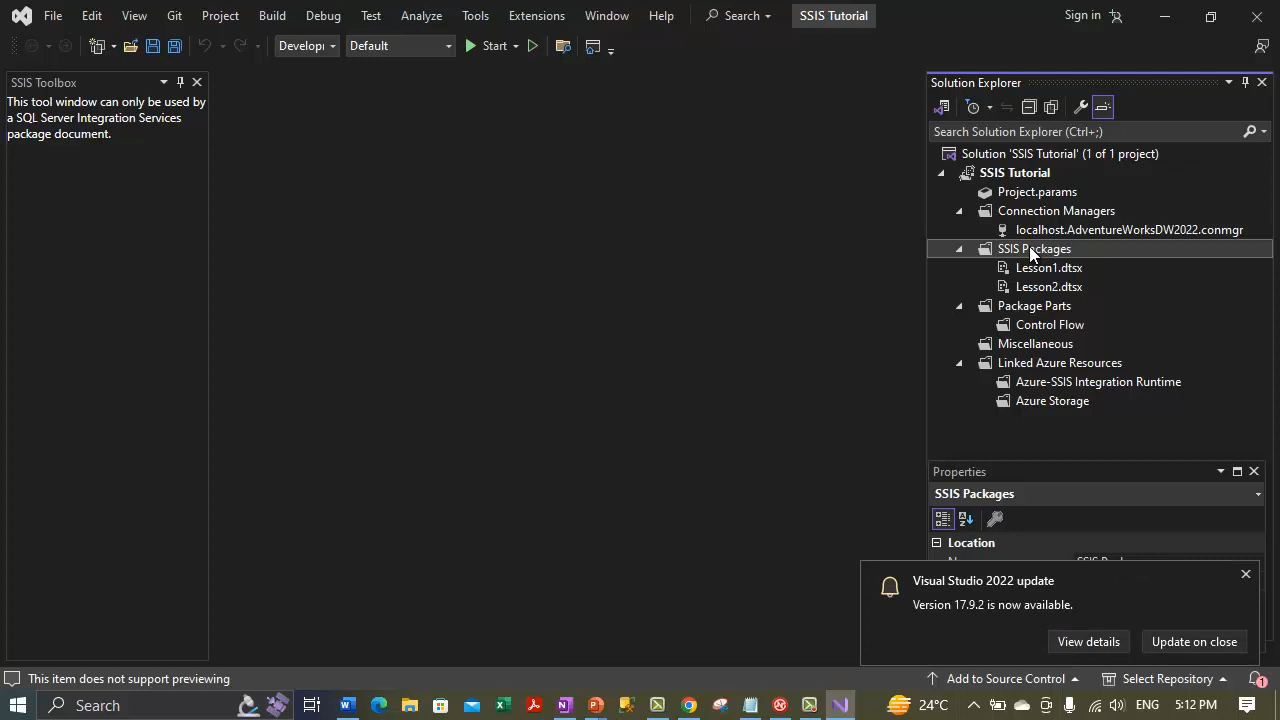 File Edit View Git Project Build Debug Test Analyze Tools Extensions Window Help Search SSIS Tutorial Sign in
Developi Default Start
SSIS Toolbox
This tool window can only be used by
a SQL Server Integration Services
package document.
Solution Explorer
Search Solution Explorer (Ctrl+;)
Solution 'SSIS Tutorial' (1 of 1 project)
SSIS Tutorial
Project.params
Connection Managers
localhost.AdventureWorksDW2022.conmgr
SSIS Packages
Lesson1.dtsx
Lesson2.dtsx
Package Parts
Control Flow
Miscellaneous
Linked Azure Resources
Azure-SSIS Integration Runtime
Azure Storage
Properties
SSIS Packages
Location
Visual Studio 2022 update
Version 17.9.2 is now available.
View details Update on close
This item does not support previewing
Add to Source Control Select Repository 1
Search 24°C ENG 5:12 PM